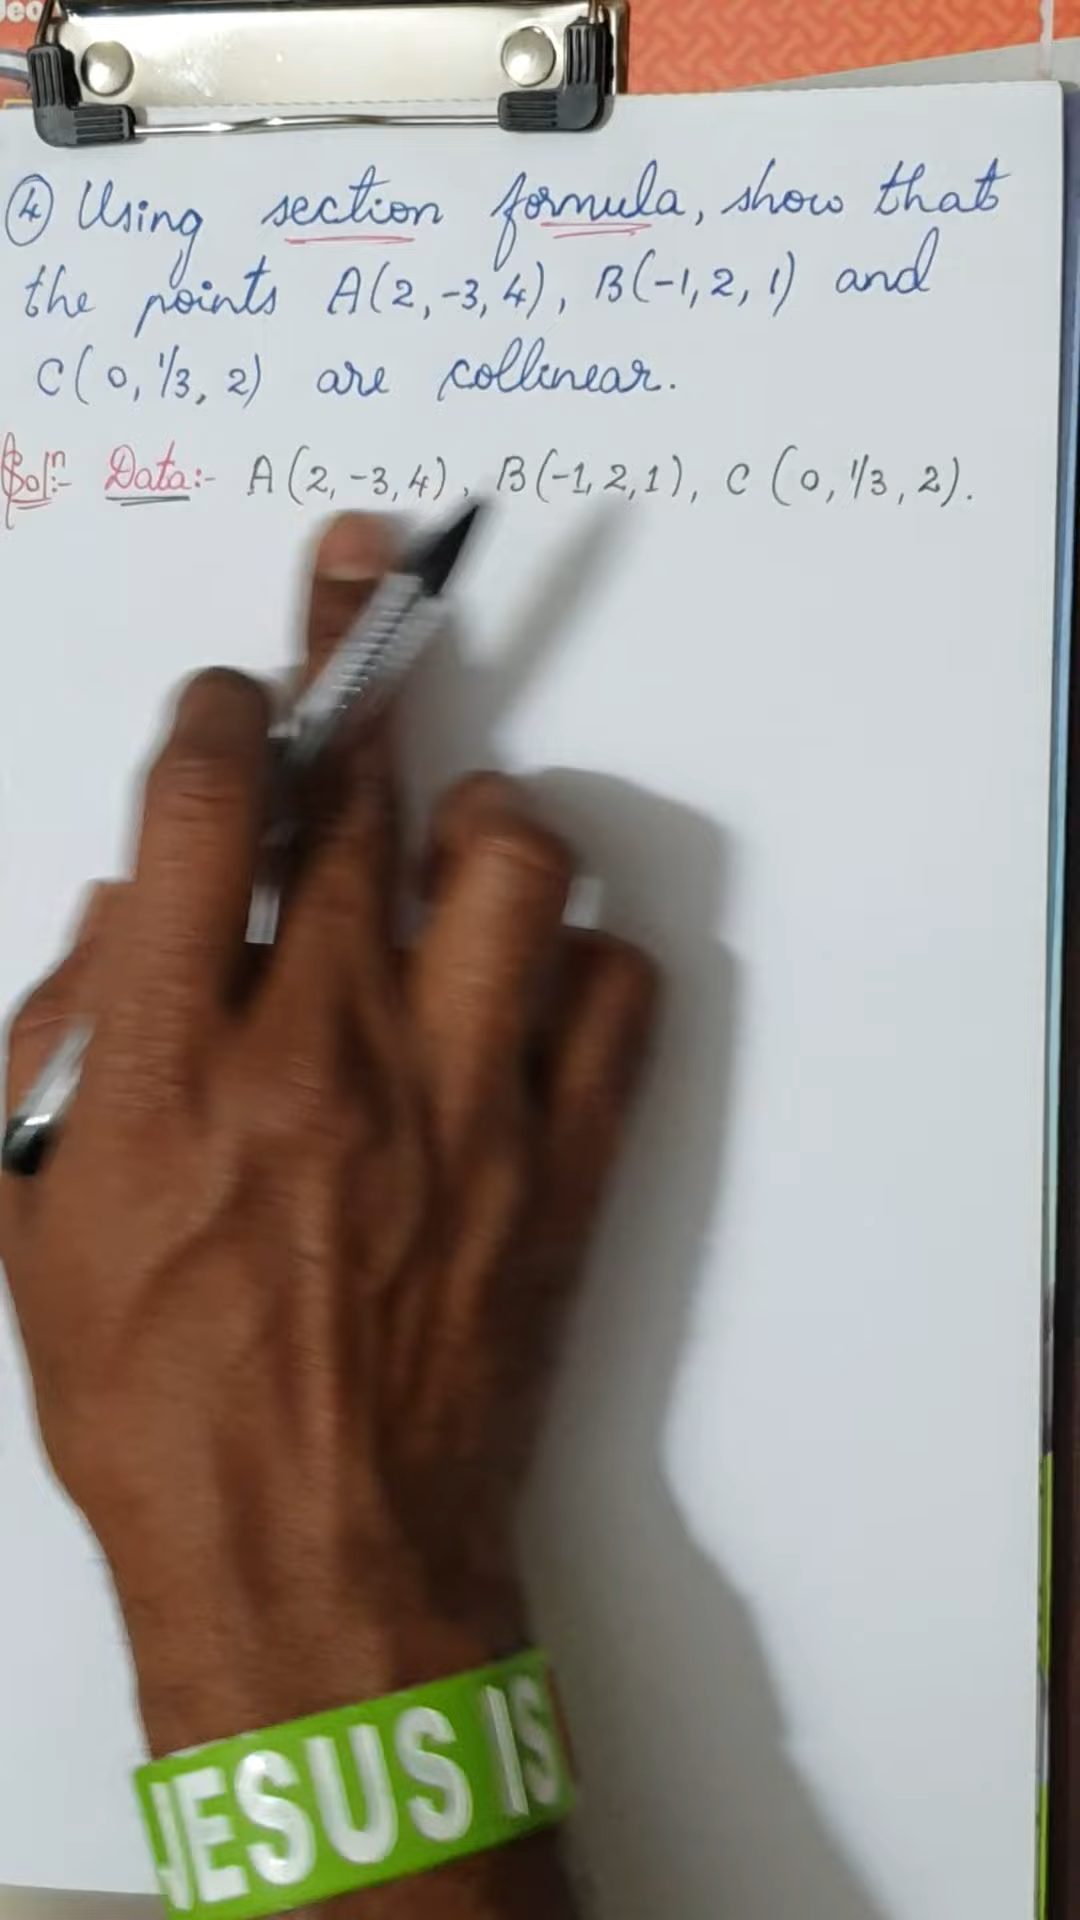 ④ Using section formula, show that
the points A(2,-3,4), B(-1,2,1) and
C(0,1/3,2) are collinear.
Solⁿ:- Data:- A(2,-3,4), B(-1,2,1), C(0,1/3,2).
JESUS IS